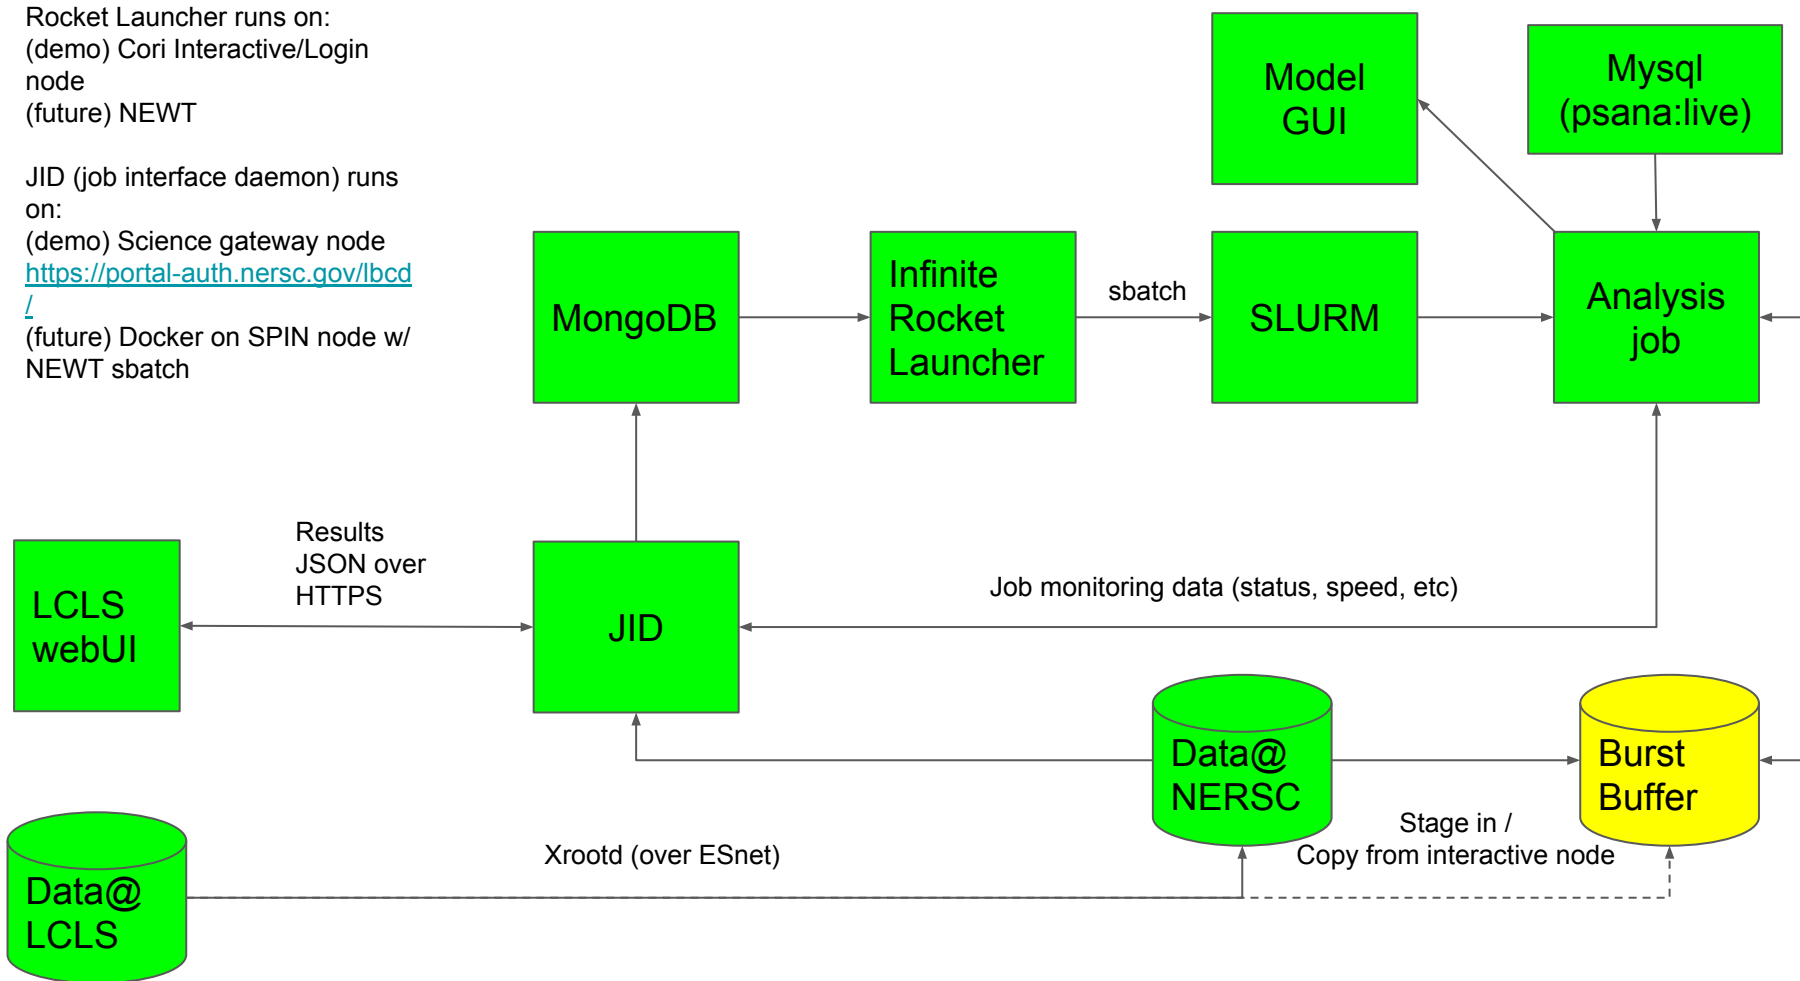 Rocket Launcher runs on:
(demo) Cori Interactive/Login
node
(future) NEWT
JID (job interface daemon) runs
on:
(demo) Science gateway node
https://portal-auth.nersc.gov/lbcd
/
(future) Docker on SPIN node w/
NEWT sbatch
Model
GUI
Mysql
(psana:live)
MongoDB
Infinite
Rocket
Launcher
sbatch
SLURM
Analysis
job
Results
JSON over
HTTPS
LCLS
webUI
JID
Job monitoring data (status, speed, etc)
Data@
NERSC
Burst
Buffer
Stage in /
Copy from interactive node
Xrootd (over ESnet)
Data@
LCLS